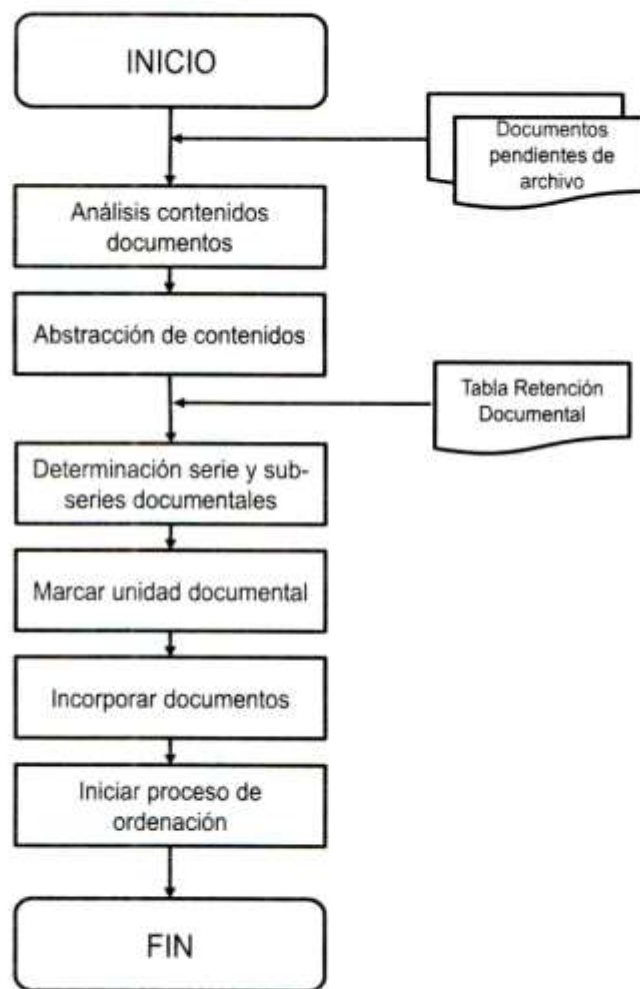 INICIO
Documentos
pendientes de
archivo
Análisis contenidos
documentos
Abstracción de contenidos
Tabla Retención
Documental
Determinación serie y sub-
series documentales
Marcar unidad documental
Incorporar documentos
Iniciar proceso de
ordenación
FIN